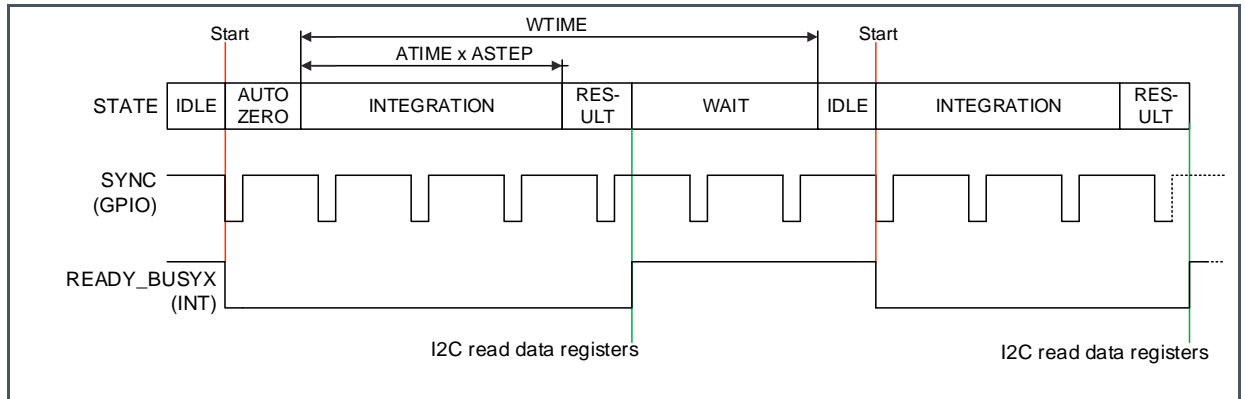 Start
WTIME
Start
ATIME x ASTEP
STATE
IDLE
AUTO
ZERO
INTEGRATION
RES-
ULT
WAIT
IDLE
INTEGRATION
RES-
ULT
SYNC
(GPIO)
READY_BUSYX
(INT)
I2C read data registers
I2C read data registers